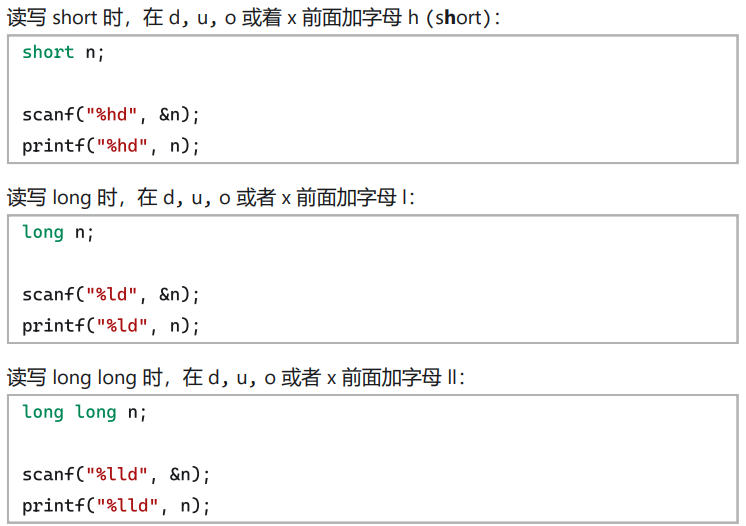 读写 short 时，在 d，u，o 或着 x 前面加字母 h（short）：
short n;
scanf("%hd", &n);
printf("%hd", n);
读写 long 时，在 d，u，o 或者 x 前面加字母 l：
long n;
scanf("%ld", &n);
printf("%ld", n);
读写 long long 时，在 d，u，o 或者 x 前面加字母 ll：
long long n;
scanf("%lld", &n);
printf("%lld", n);